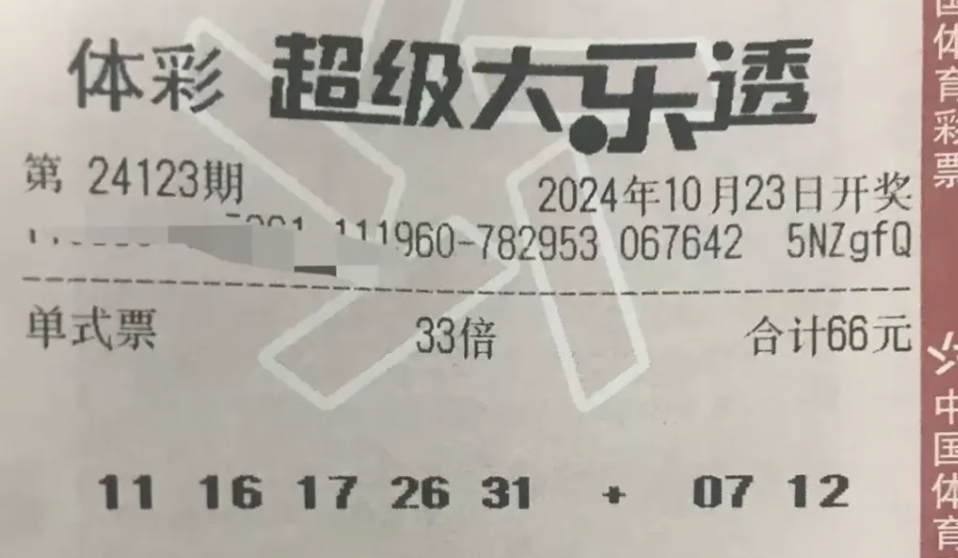 体彩 超级大乐透
第 24123期 2024年10月23日开奖
111960-782953 067642 5NZgfQ
单式票 33倍 合计66元
11 16 17 26 31 + 07 12
国体育彩票
中国体育